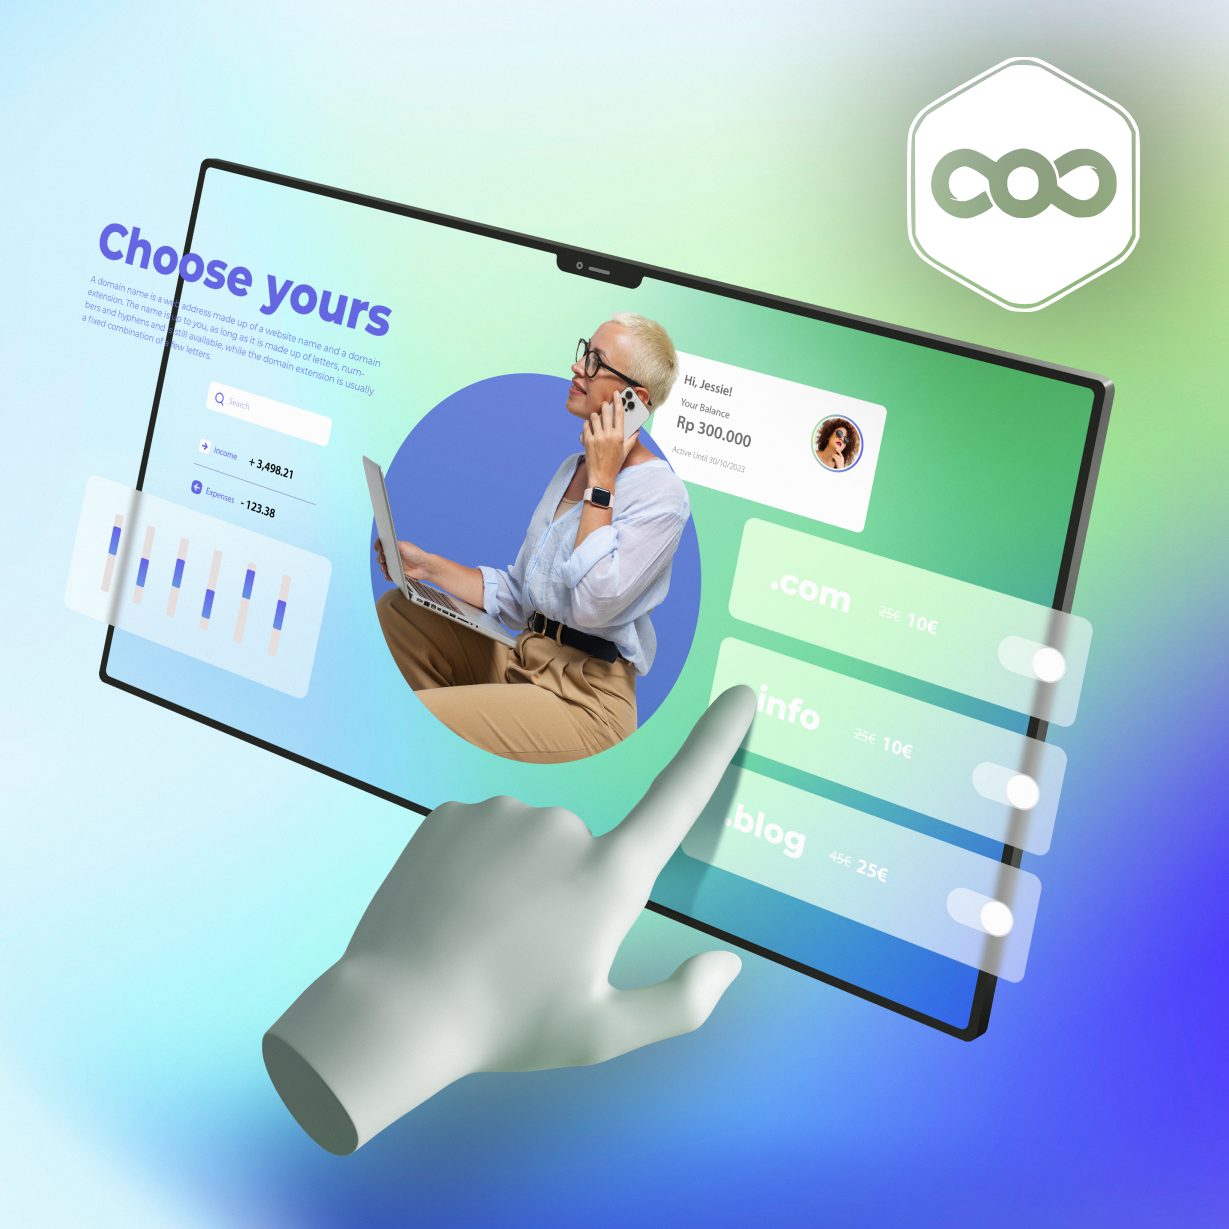 Choose yours
A domain name is a web address made up of a website name and a domain
extension. The name is up to you, as long as it is made up of letters, num-
bers and hyphens and is still available, while the domain extension is usually
a fixed combination of a few letters.
Search
Income + 3,498.21
Expenses - 123.38
Hi, Jessie!
Your Balance
Rp 300.000
Active Until 30/10/2023
.com 25€ 10€
.info 25€ 10€
.blog 45€ 25€